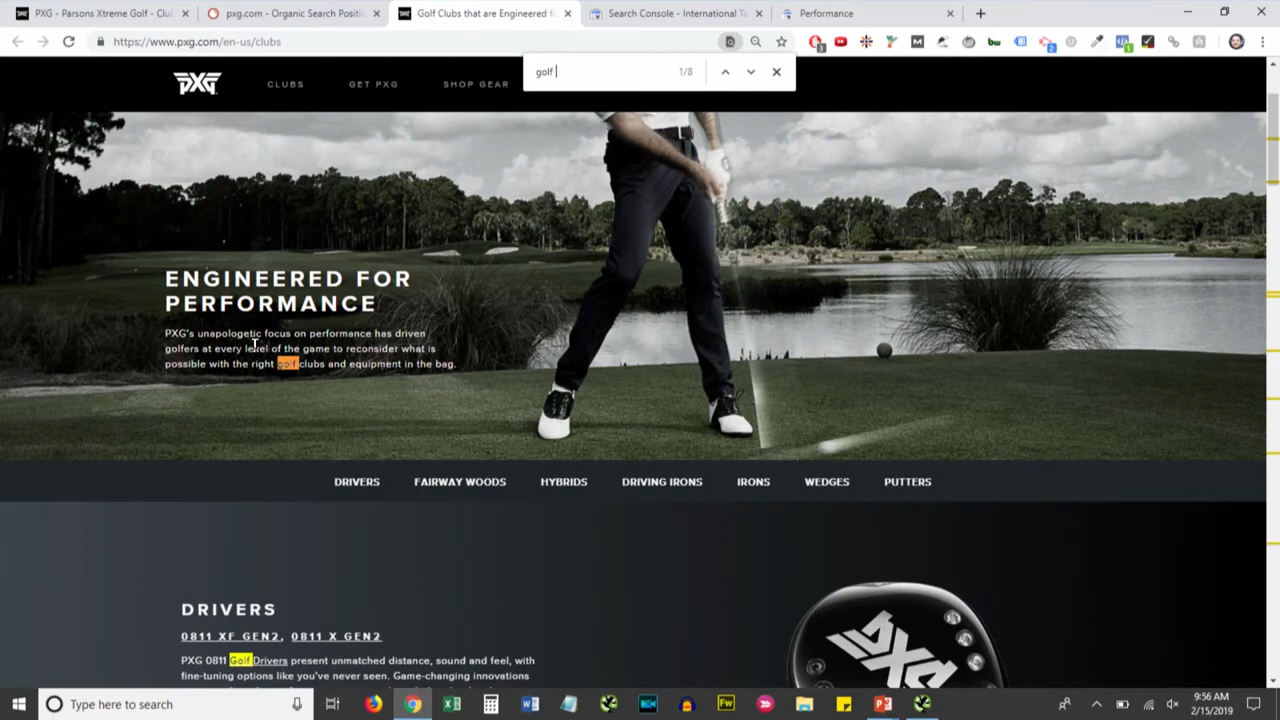 PXG - Parsons Xtreme Golf - Clu
pxg.com - Organic Search Positic
Golf Clubs that are Engineered fo
Search Console - International Ta
Performance
https://www.pxg.com/en-us/clubs
golf
1/8
PXG
CLUBS
GET PXG
SHOP GEAR
ENGINEERED FOR
PERFORMANCE
PXG's unapologetic focus on performance has driven
golfers at every level of the game to reconsider what is
possible with the right golf clubs and equipment in the bag.
DRIVERS
FAIRWAY WOODS
HYBRIDS
DRIVING IRONS
IRONS
WEDGES
PUTTERS
DRIVERS
0811 XF GEN2, 0811 X GEN2
PXG 0811 Golf Drivers present unmatched distance, sound and feel, with
fine-tuning options like you've never seen. Game-changing innovations
PXG
Type here to search
9:56 AM
2/15/2019